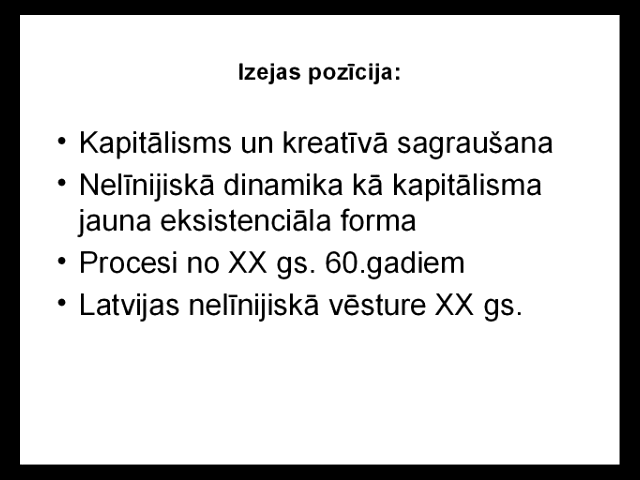 Izejas pozīcija:
• Kapitālisms un kreatīvā sagraušana
• Nelīnijiskā dinamika kā kapitālisma
jauna eksistenciāla forma
• Procesi no XX gs. 60.gadiem
• Latvijas nelīnijiskā vēsture XX gs.